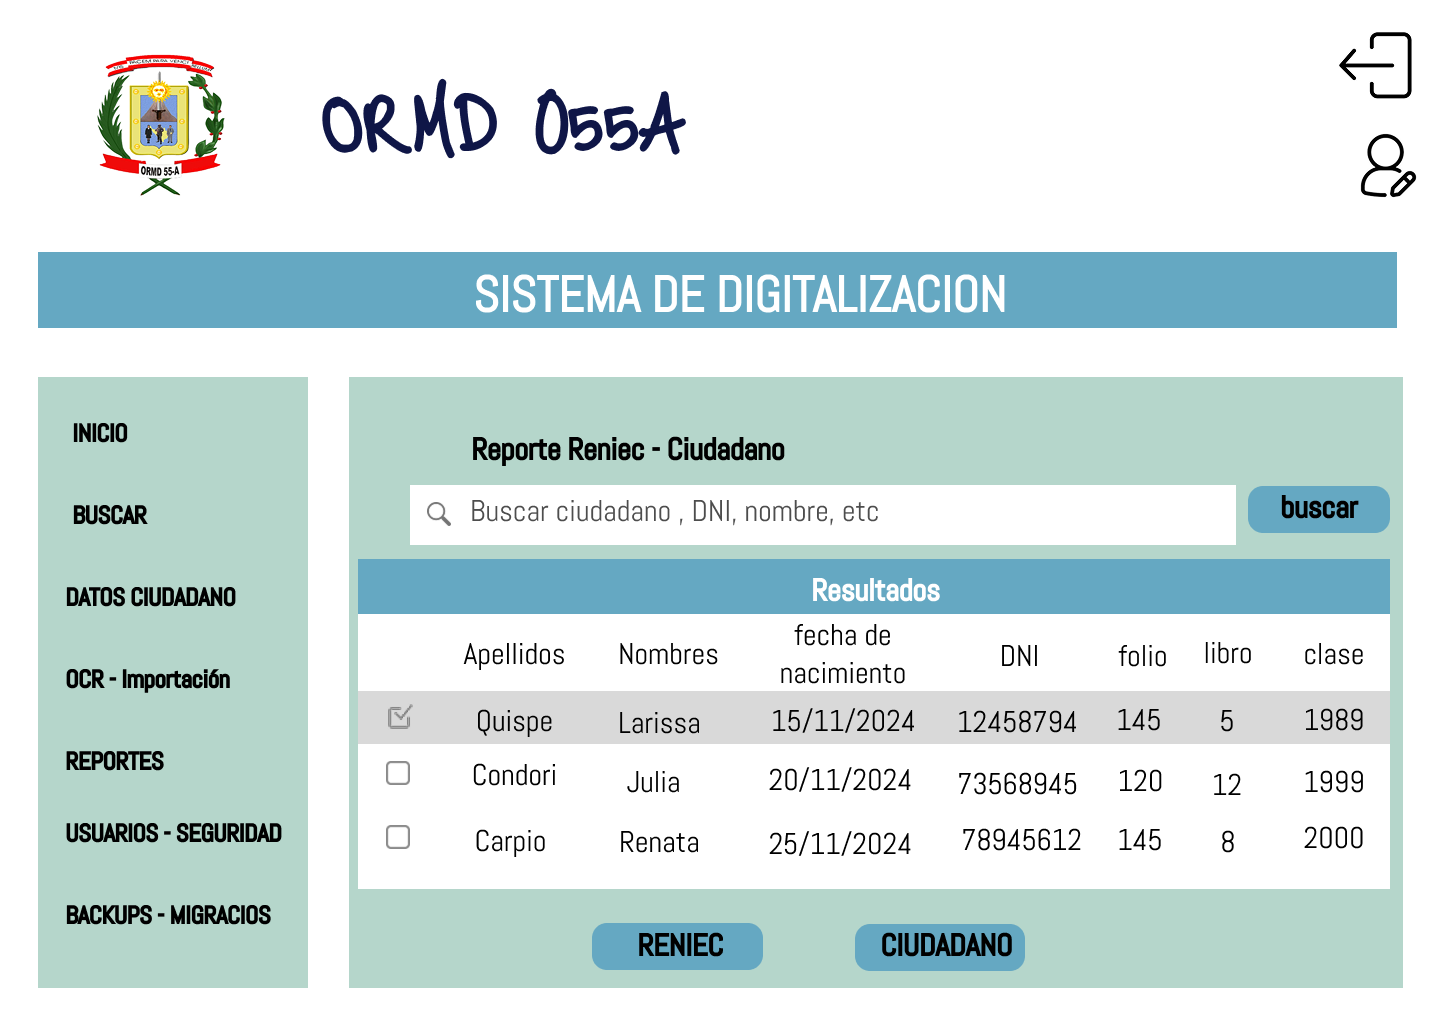 ORMD 55-A
ORMD 055A
SISTEMA DE DIGITALIZACION
INICIO
BUSCAR
DATOS CIUDADANO
OCR - Importación
REPORTES
USUARIOS - SEGURIDAD
BACKUPS - MIGRACIOS
Reporte Reniec - Ciudadano
Buscar ciudadano , DNI, nombre, etc
buscar
Resultados
Apellidos Nombres fecha de nacimiento DNI folio libro clase
Quispe Larissa 15/11/2024 12458794 145 5 1989
Condori Julia 20/11/2024 73568945 120 12 1999
Carpio Renata 25/11/2024 78945612 145 8 2000
RENIEC CIUDADANO